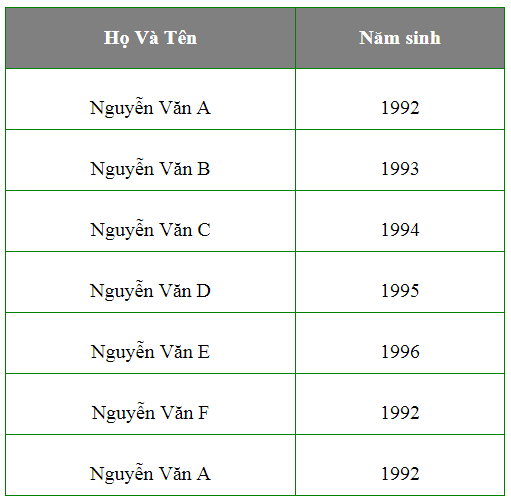 Họ Và Tên Năm sinh
Nguyễn Văn A 1992
Nguyễn Văn B 1993
Nguyễn Văn C 1994
Nguyễn Văn D 1995
Nguyễn Văn E 1996
Nguyễn Văn F 1992
Nguyễn Văn A 1992